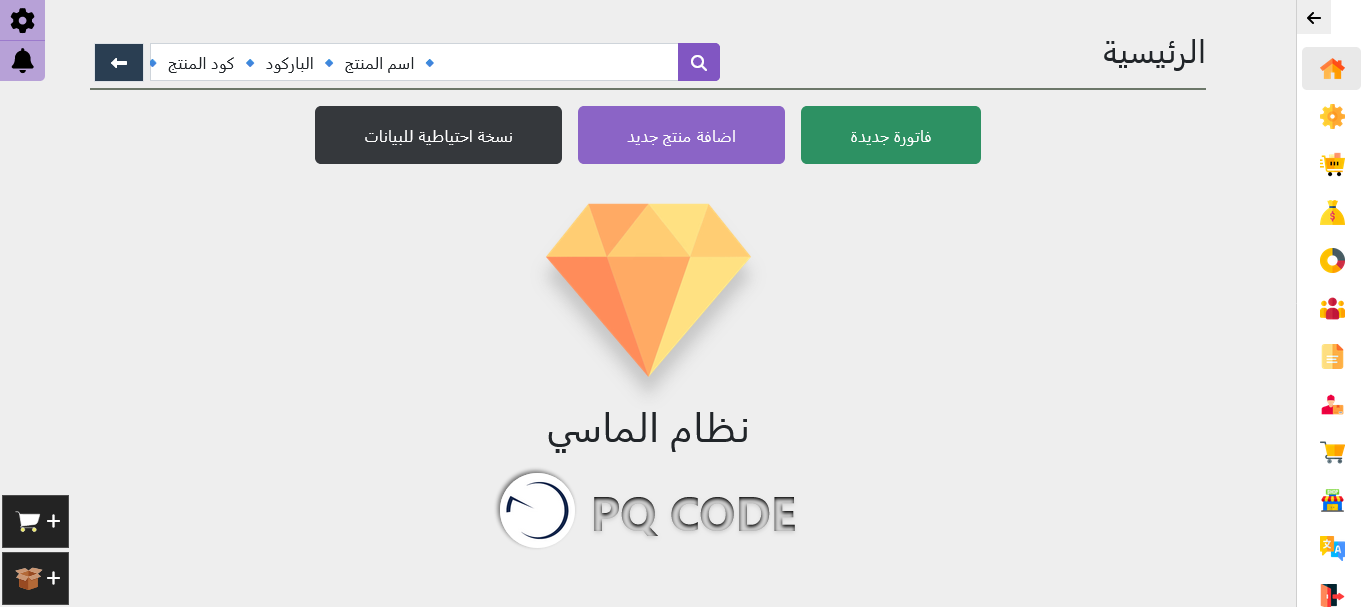 الرئيسية
🔹 اسم المنتج 🔹 الباركود 🔹 كود المنتج 🔹
فاتورة جديدة
اضافة منتج جديد
نسخة احتياطية للبيانات
نظام الماسي
PQ CODE